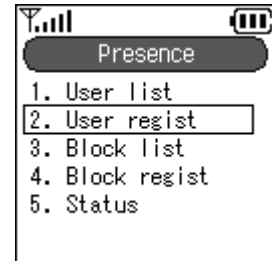 Presence
1. User list
2. User regist
3. Block list
4. Block regist
5. Status